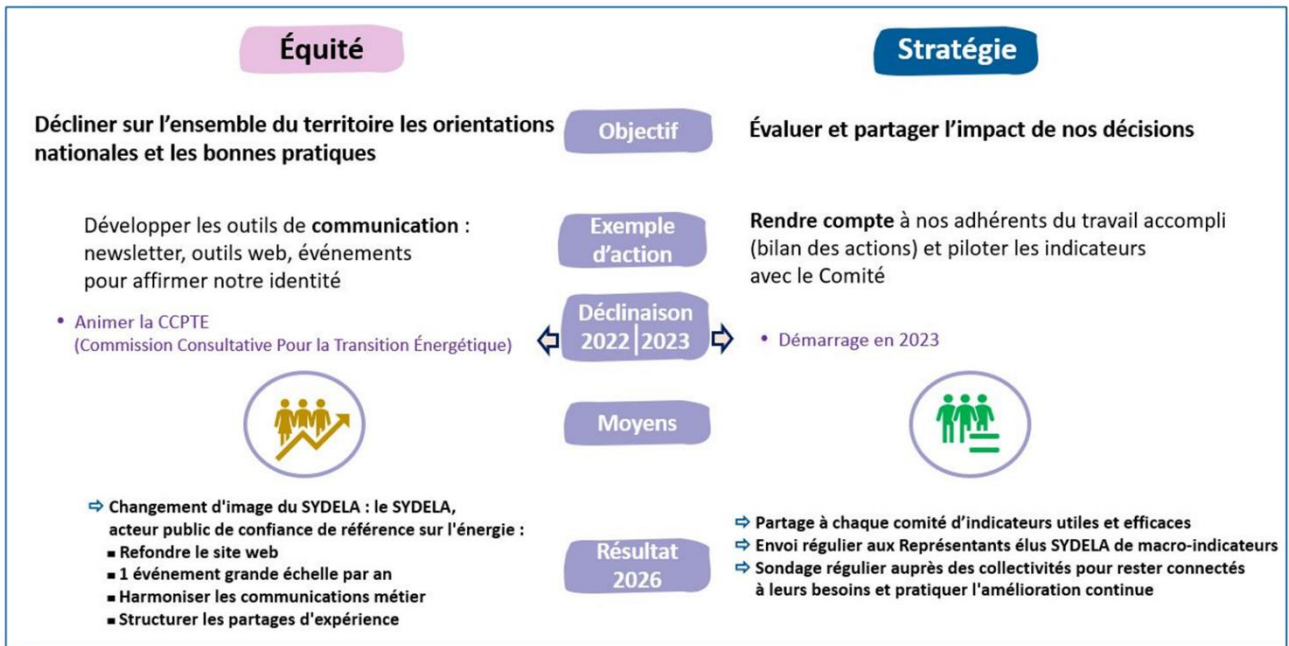 Équité
Stratégie
Décliner sur l'ensemble du territoire les orientations
nationales et les bonnes pratiques
Objectif
Évaluer et partager l'impact de nos décisions
Développer les outils de communication :
newsletter, outils web, événements
pour affirmer notre identité
Exemple
d'action
Rendre compte à nos adhérents du travail accompli
(bilan des actions) et piloter les indicateurs
avec le Comité
• Animer la CCPTE
(Commission Consultative Pour la Transition Énergétique)
Déclinaison
2022 | 2023
• Démarrage en 2023
Moyens
⇨ Changement d'image du SYDELA : le SYDELA,
acteur public de confiance de référence sur l'énergie :
▪ Refondre le site web
▪ 1 événement grande échelle par an
▪ Harmoniser les communications métier
▪ Structurer les partages d'expérience
Résultat
2026
⇨ Partage à chaque comité d'indicateurs utiles et efficaces
⇨ Envoi régulier aux Représentants élus SYDELA de macro-indicateurs
⇨ Sondage régulier auprès des collectivités pour rester connectés
à leurs besoins et pratiquer l'amélioration continue